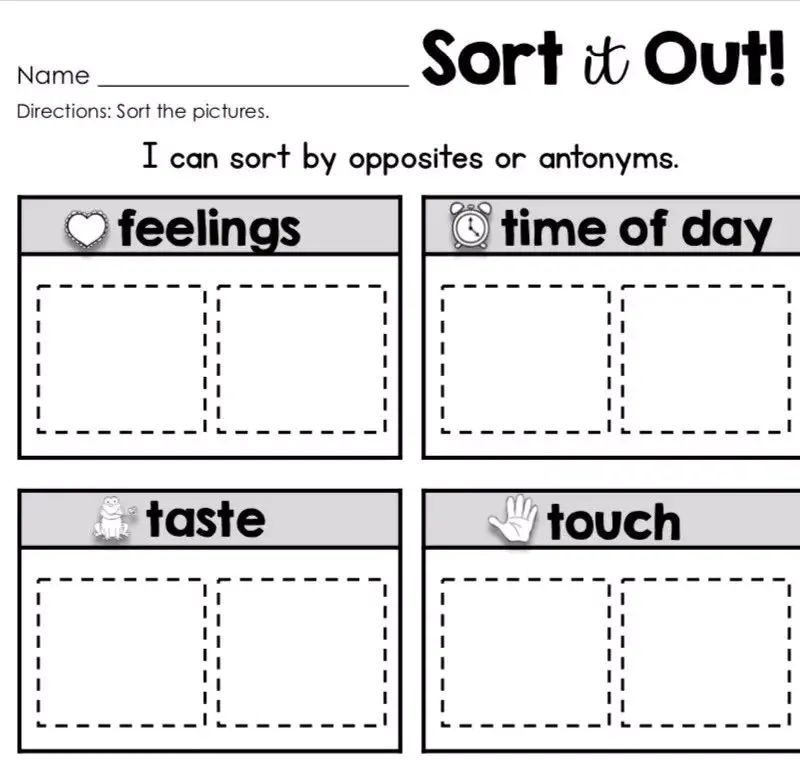 Sort it Out!
Name
Directions: Sort the pictures.
I can sort by opposites or antonyms.
feelings
time of day
taste
touch